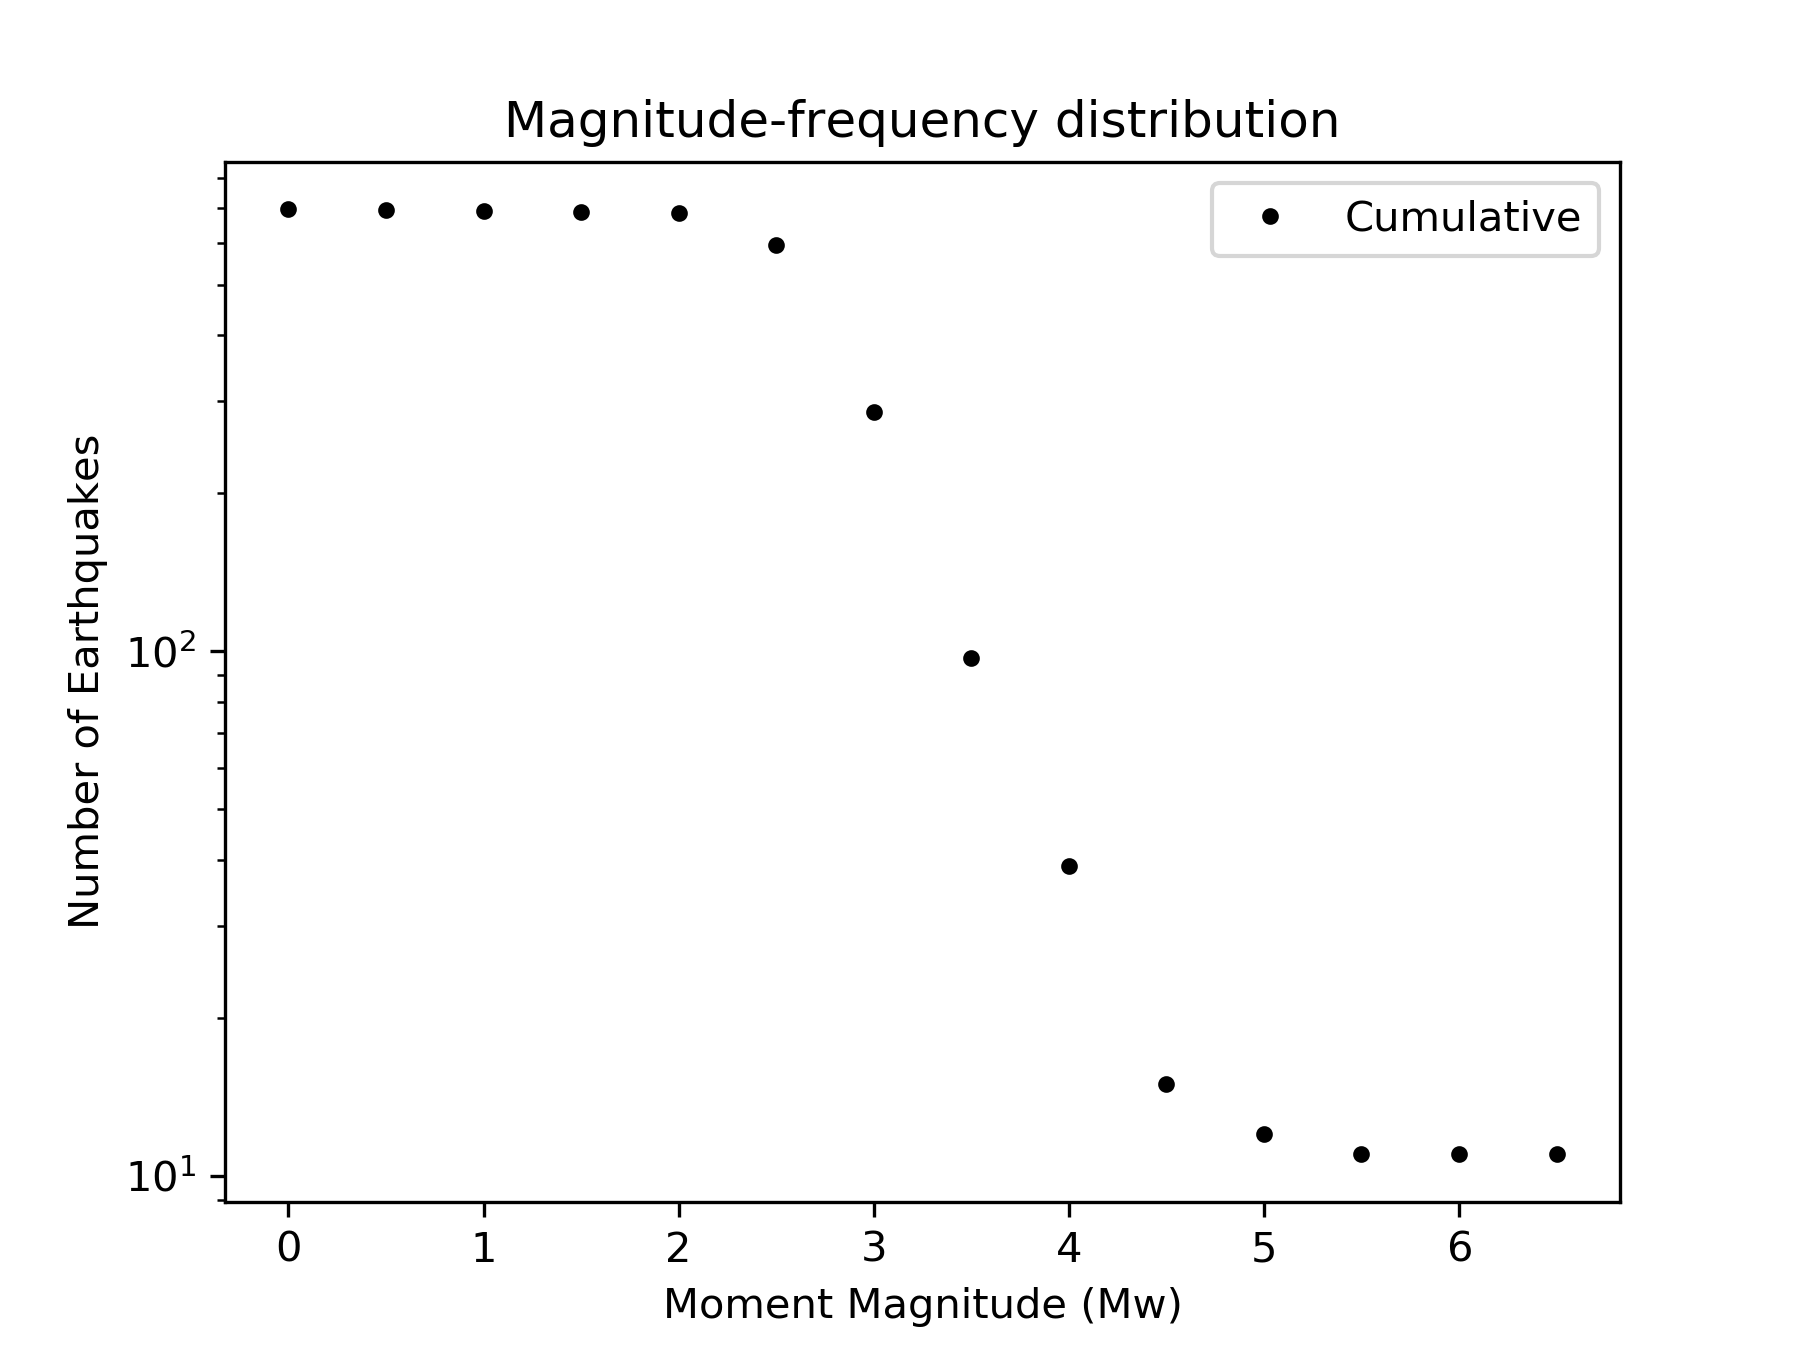 Magnitude-frequency distribution
Cumulative
Number of Earthquakes
10²
10¹
0 1 2 3 4 5 6
Moment Magnitude (Mw)